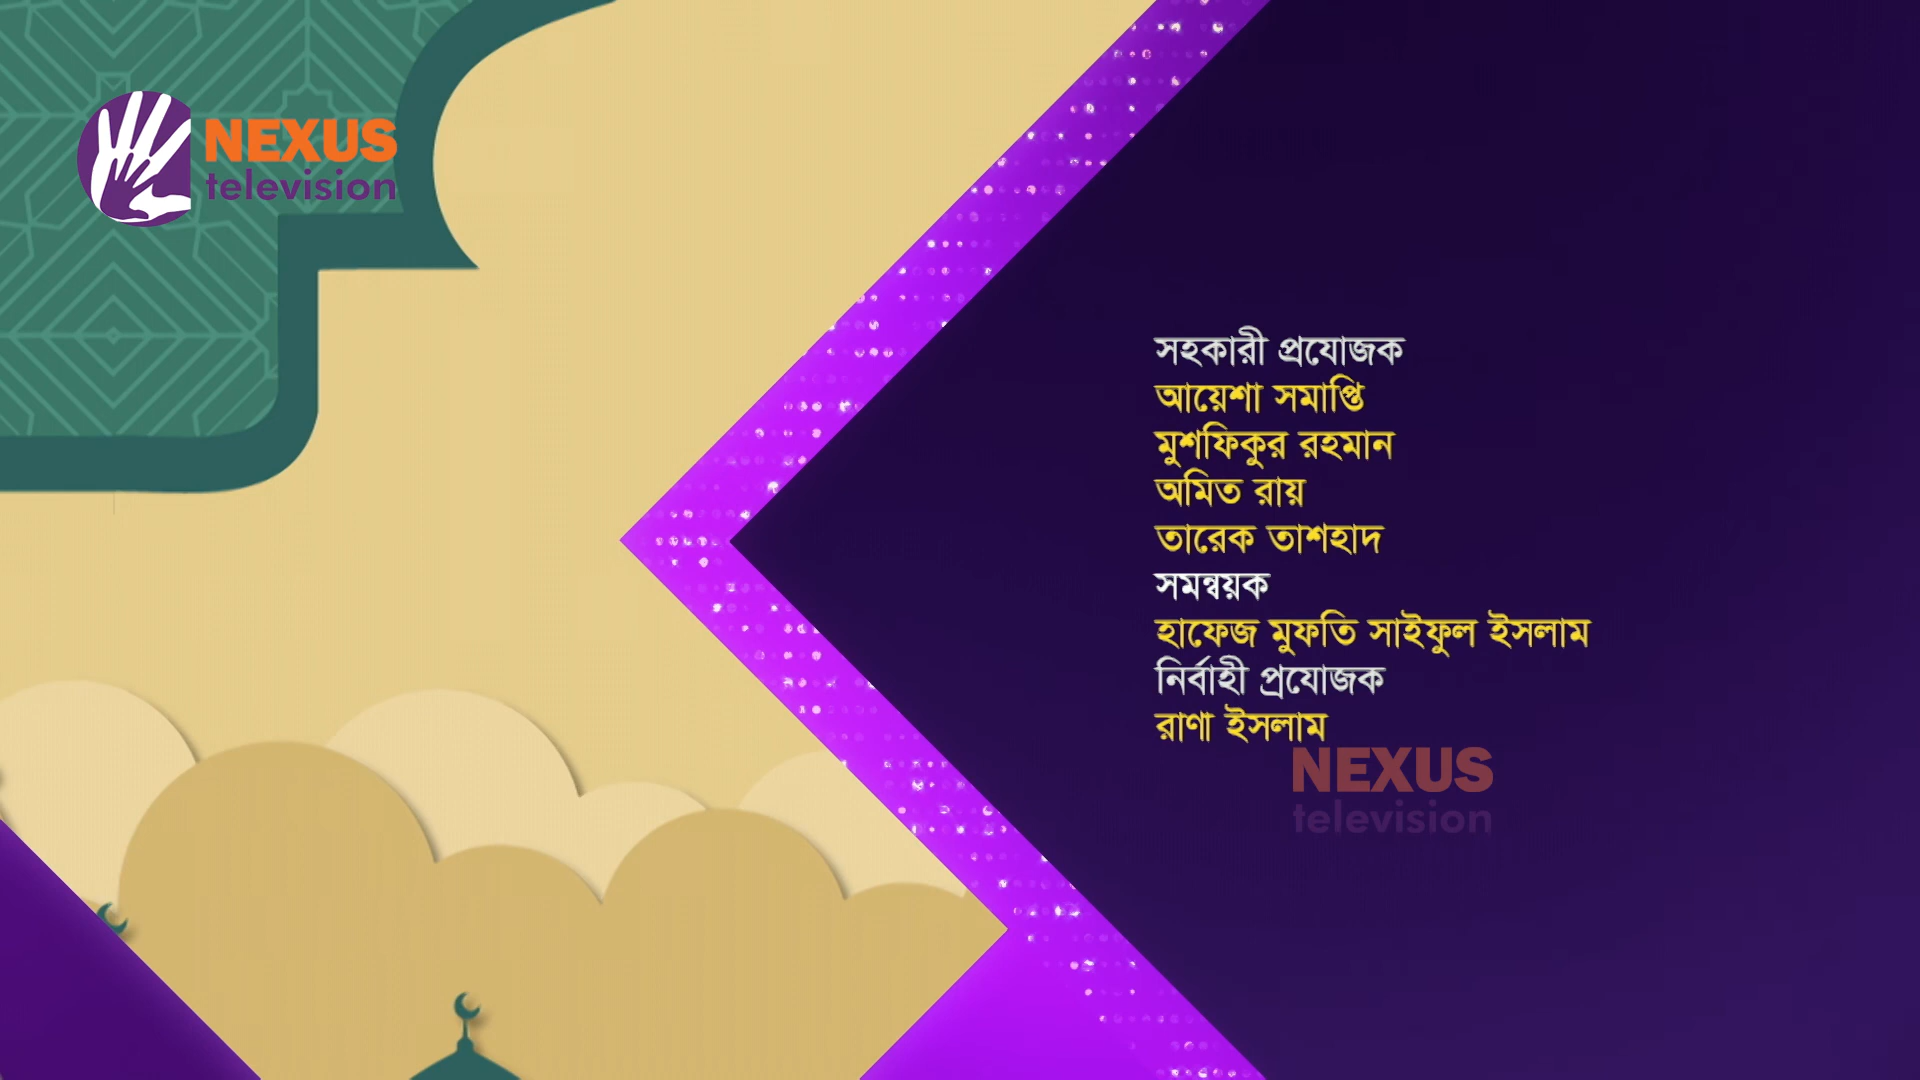 NEXUS
television
সহকারী প্রযোজক
আয়েশা সমাপ্তি
মুশফিকুর রহমান
অমিত রায়
তারেক তাশহাদ
সমন্বয়ক
হাফেজ মুফতি সাইফুল ইসলাম
নির্বাহী প্রযোজক
রাণা ইসলাম
NEXUS
television